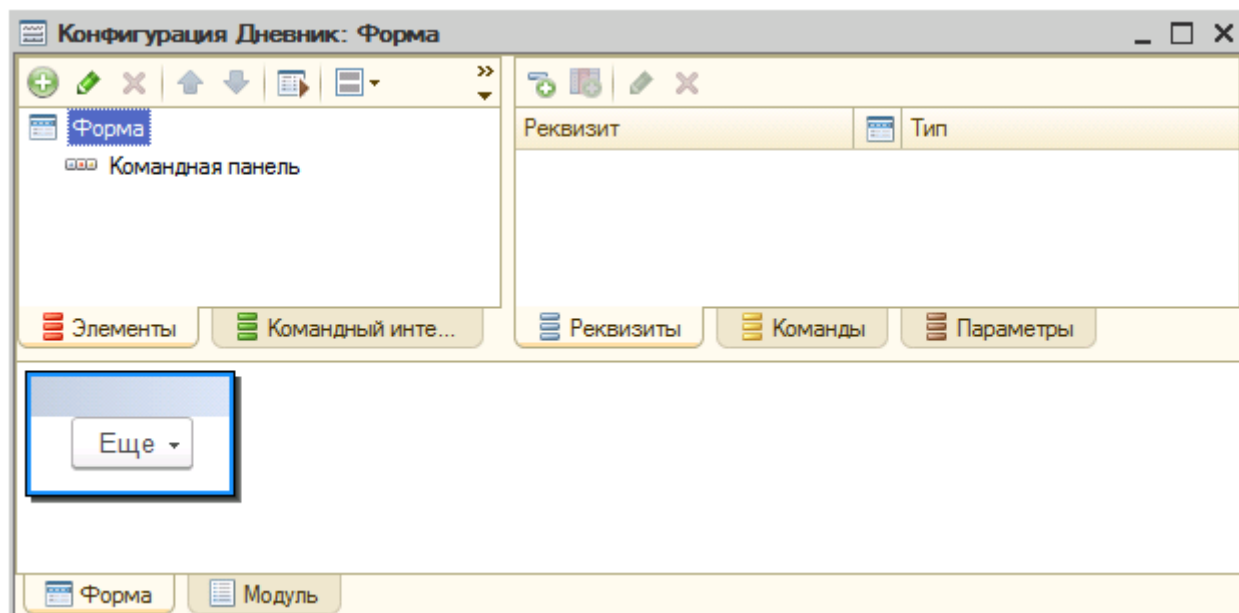 Конфигурация Дневник: Форма
Форма
Командная панель
Реквизит Тип
Элементы Командный инте...
Реквизиты Команды Параметры
Еще
Форма Модуль